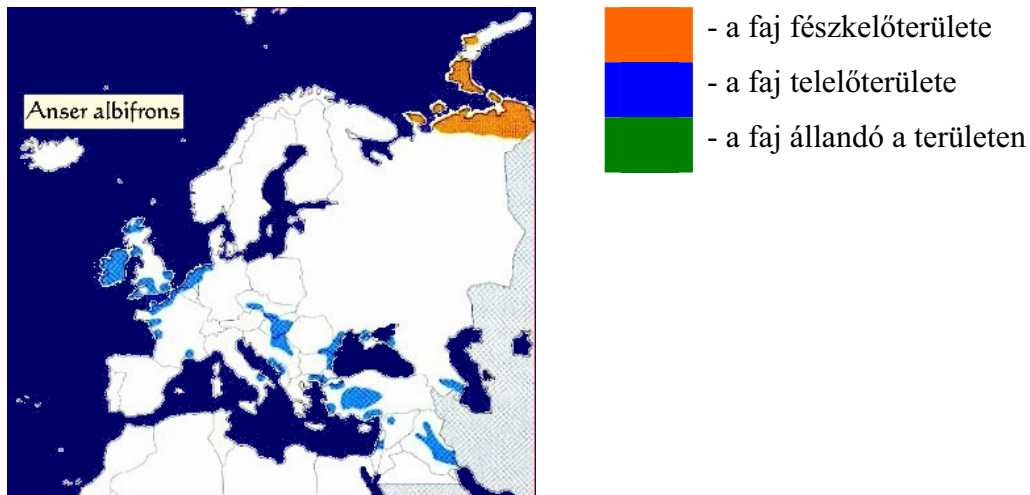 Anser albifrons
- a faj fészkelőterülete
- a faj telelőterülete
- a faj állandó a területen